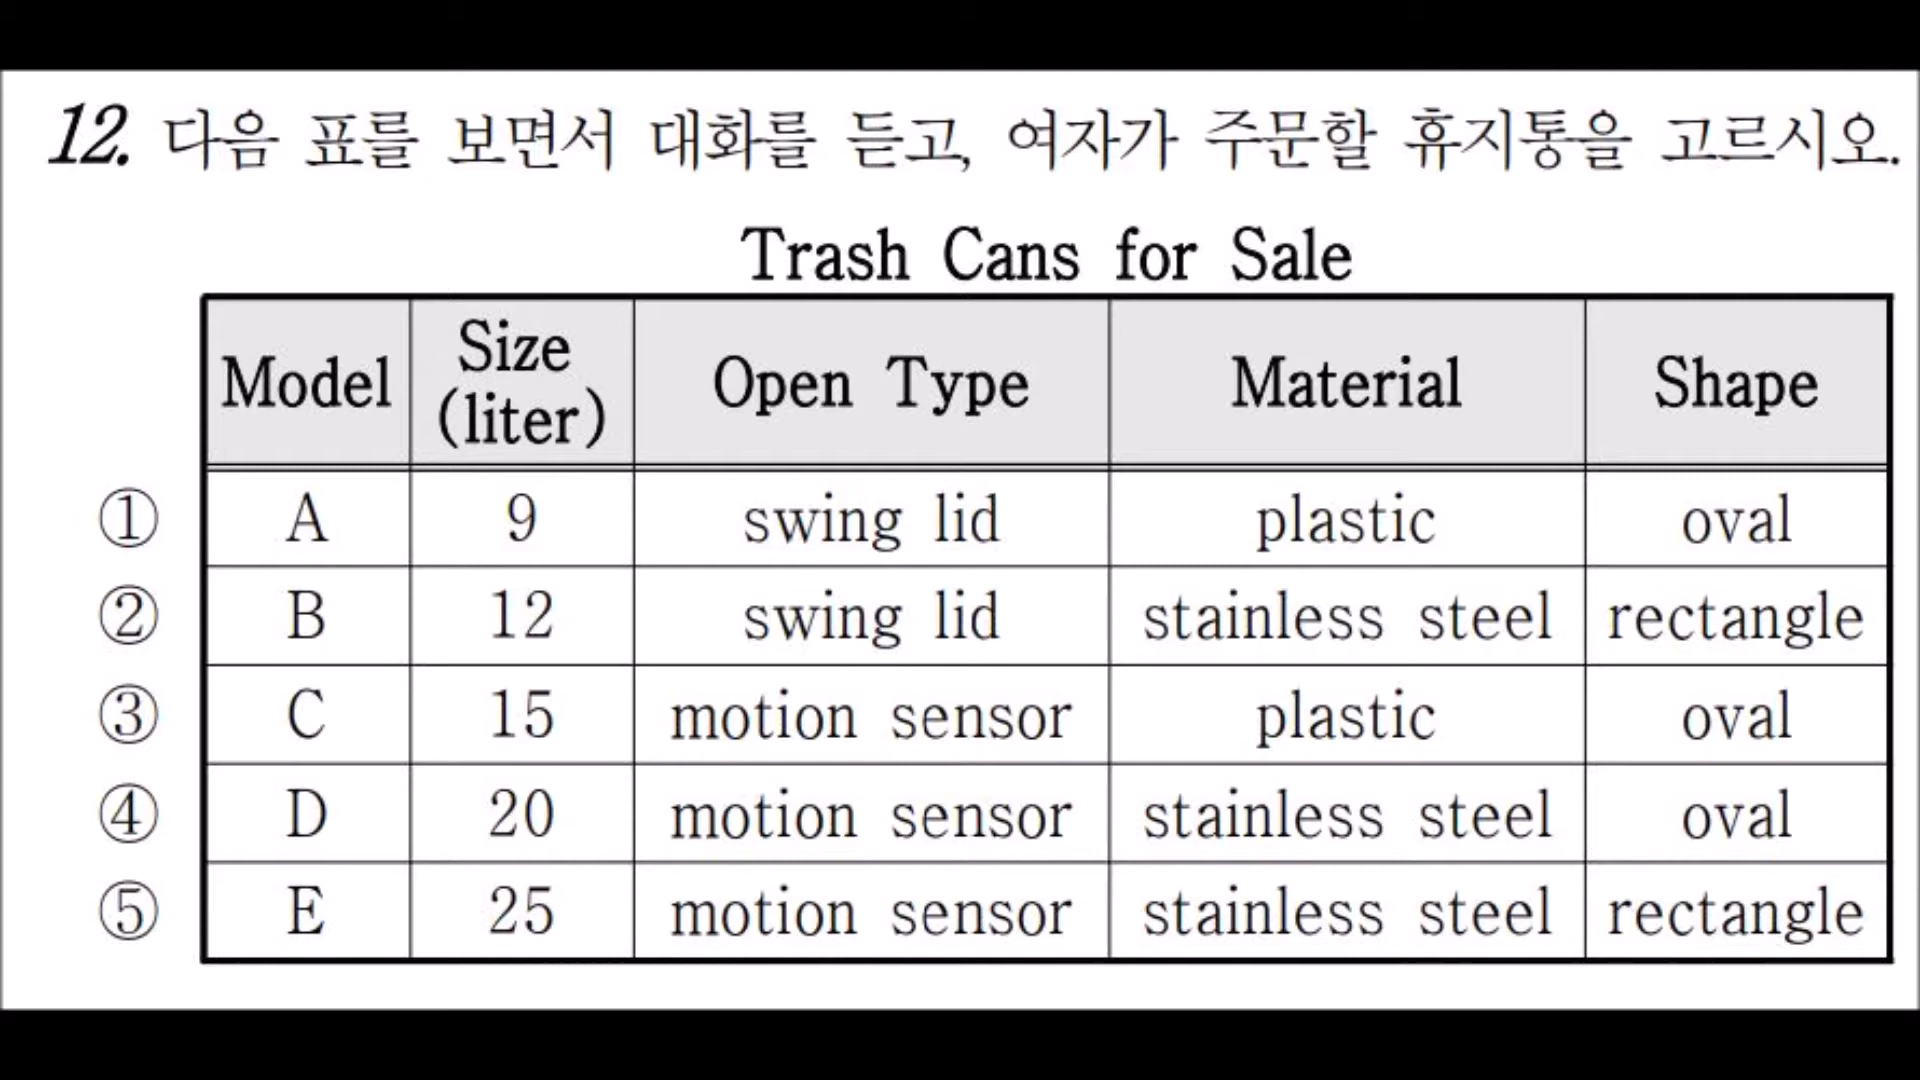 12. 다음 표를 보면서 대화를 듣고, 여자가 주문할 휴지통을 고르시오.
Trash Cans for Sale
Model Size (liter) Open Type Material Shape
① A 9 swing lid plastic oval
② B 12 swing lid stainless steel rectangle
③ C 15 motion sensor plastic oval
④ D 20 motion sensor stainless steel oval
⑤ E 25 motion sensor stainless steel rectangle